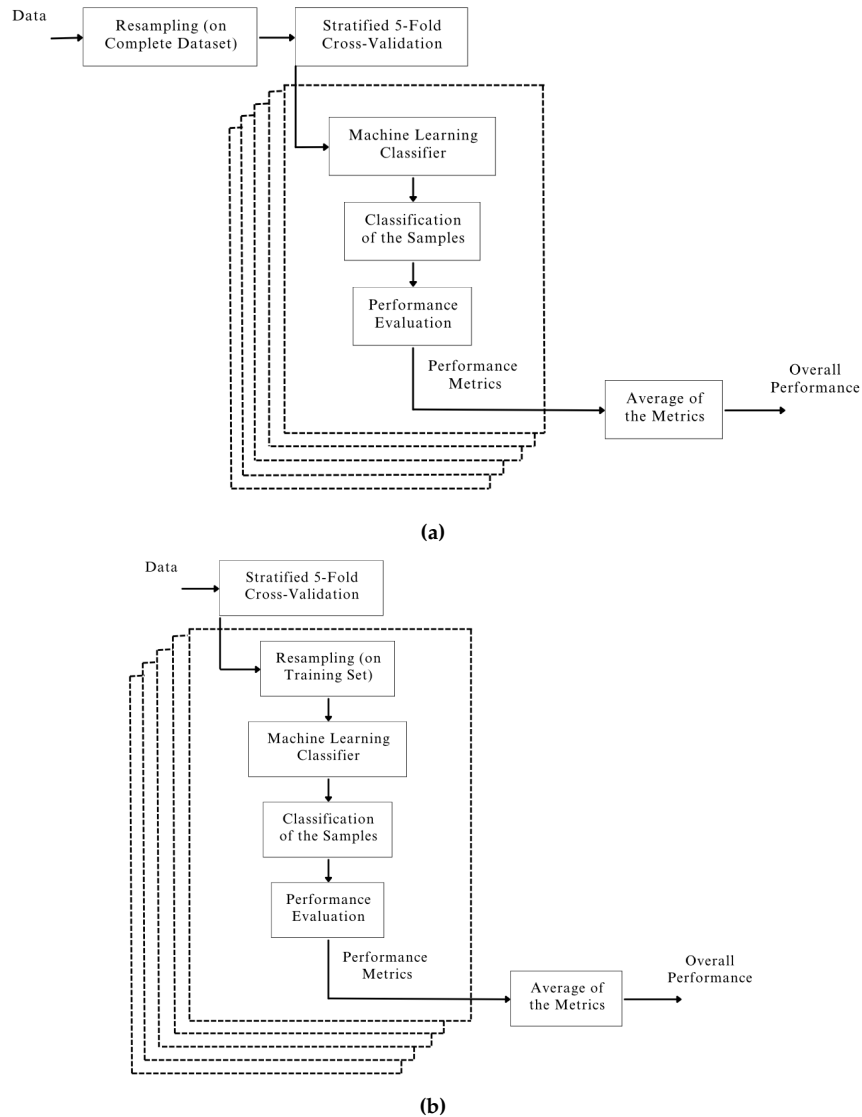 Data
Resampling (on
Complete Dataset)
Stratified 5-Fold
Cross-Validation
Machine Learning
Classifier
Classification
of the Samples
Performance
Evaluation
Performance
Metrics
Overall
Performance
Average of
the Metrics
(a)
Data
Stratified 5-Fold
Cross-Validation
Resampling (on
Training Set)
Machine Learning
Classifier
Classification
of the Samples
Performance
Evaluation
Performance
Metrics
Overall
Performance
Average of
the Metrics
(b)